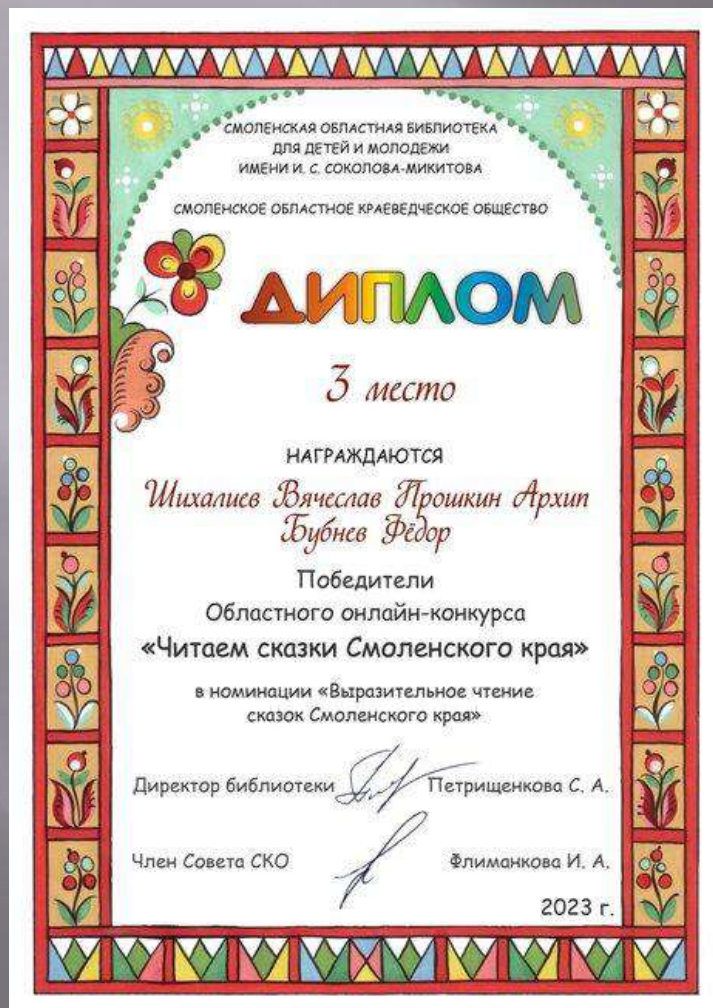 СМОЛЕНСКАЯ ОБЛАСТНАЯ БИБЛИОТЕКА
ДЛЯ ДЕТЕЙ И МОЛОДЕЖИ
ИМЕНИ И. С. СОКОЛОВА-МИКИТОВА
СМОЛЕНСКОЕ ОБЛАСТНОЕ КРАЕВЕДЧЕСКОЕ ОБЩЕСТВО
ДИПЛОМ
3 место
НАГРАЖДАЮТСЯ
Шихалиев Вячеслав Прошкин Архип
Бубнев Фёдор
Победители
Областного онлайн-конкурса
«Читаем сказки Смоленского края»
в номинации «Выразительное чтение
сказок Смоленского края»
Директор библиотеки Петрищенкова С. А.
Член Совета СКО Флиманкова И. А.
2023 г.